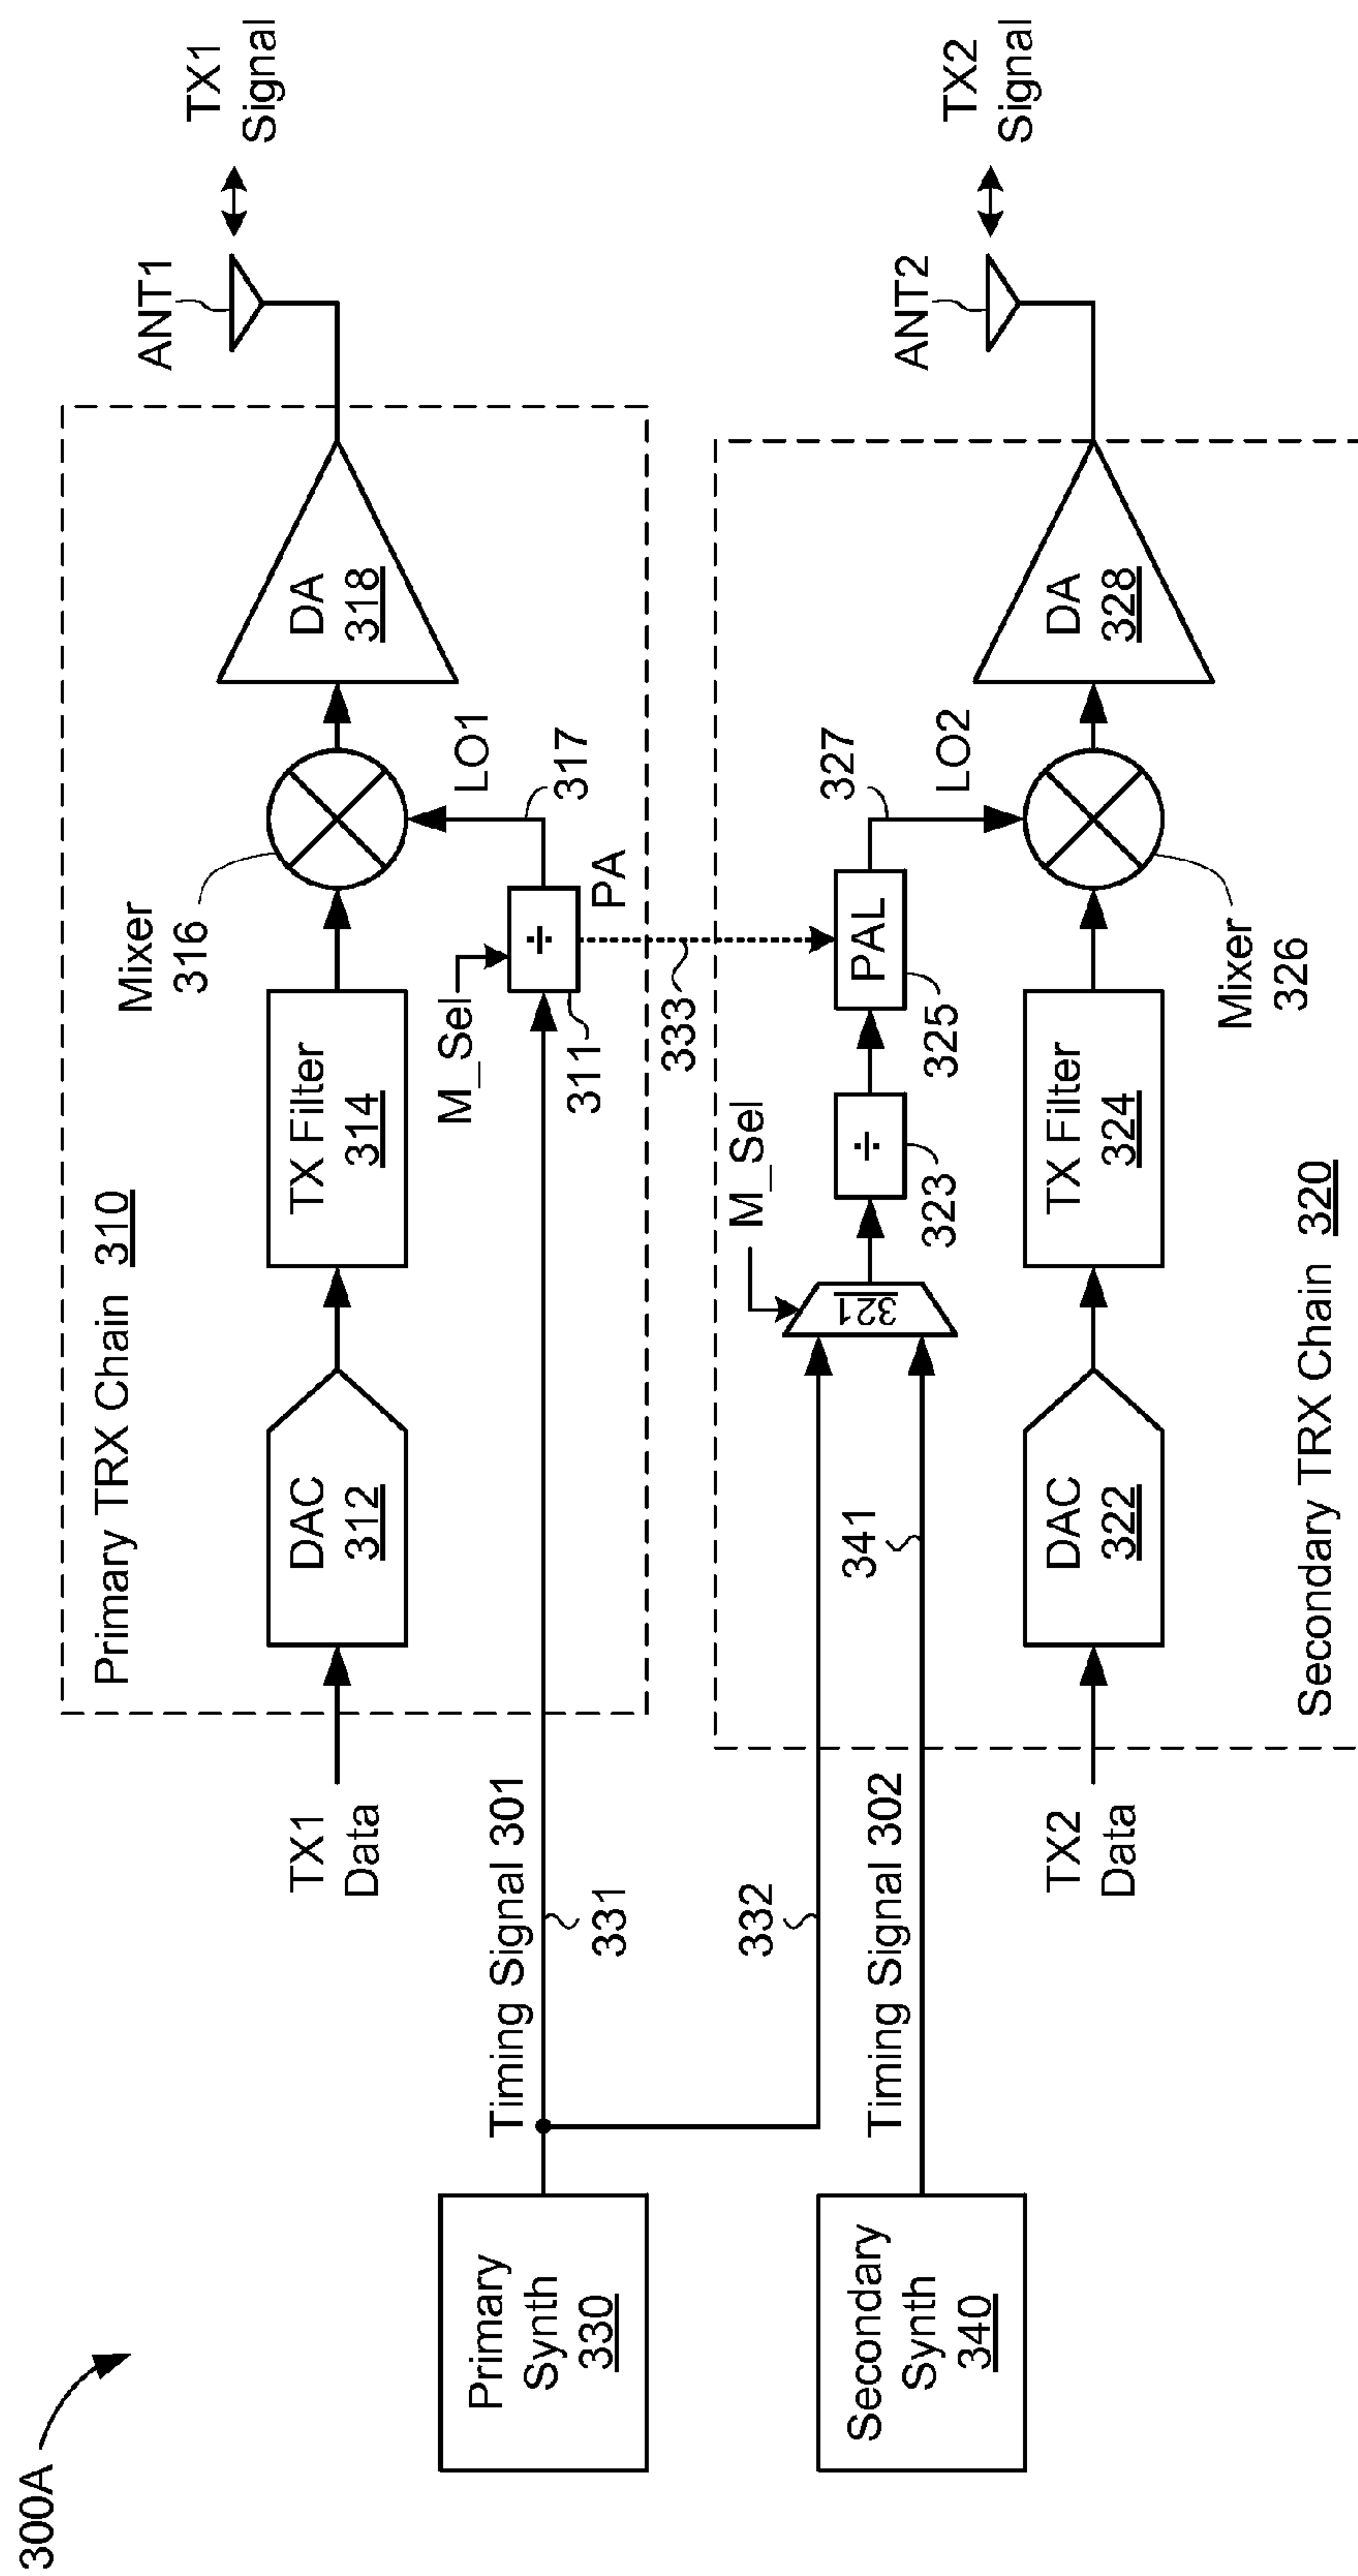 300A
Primary TRX Chain 310
TX1
Data
DAC
312
TX Filter
314
Mixer
316
DA
318
ANT1
TX1
Signal
M_Sel
311
PA
LO1
317
Primary
Synth
330
Timing Signal 301
331
332
333
Secondary
Synth
340
Timing Signal 302
341
M_Sel
321
323
PAL
325
327
LO2
TX2
Data
DAC
322
TX Filter
324
Mixer
326
DA
328
ANT2
TX2
Signal
Secondary TRX Chain 320